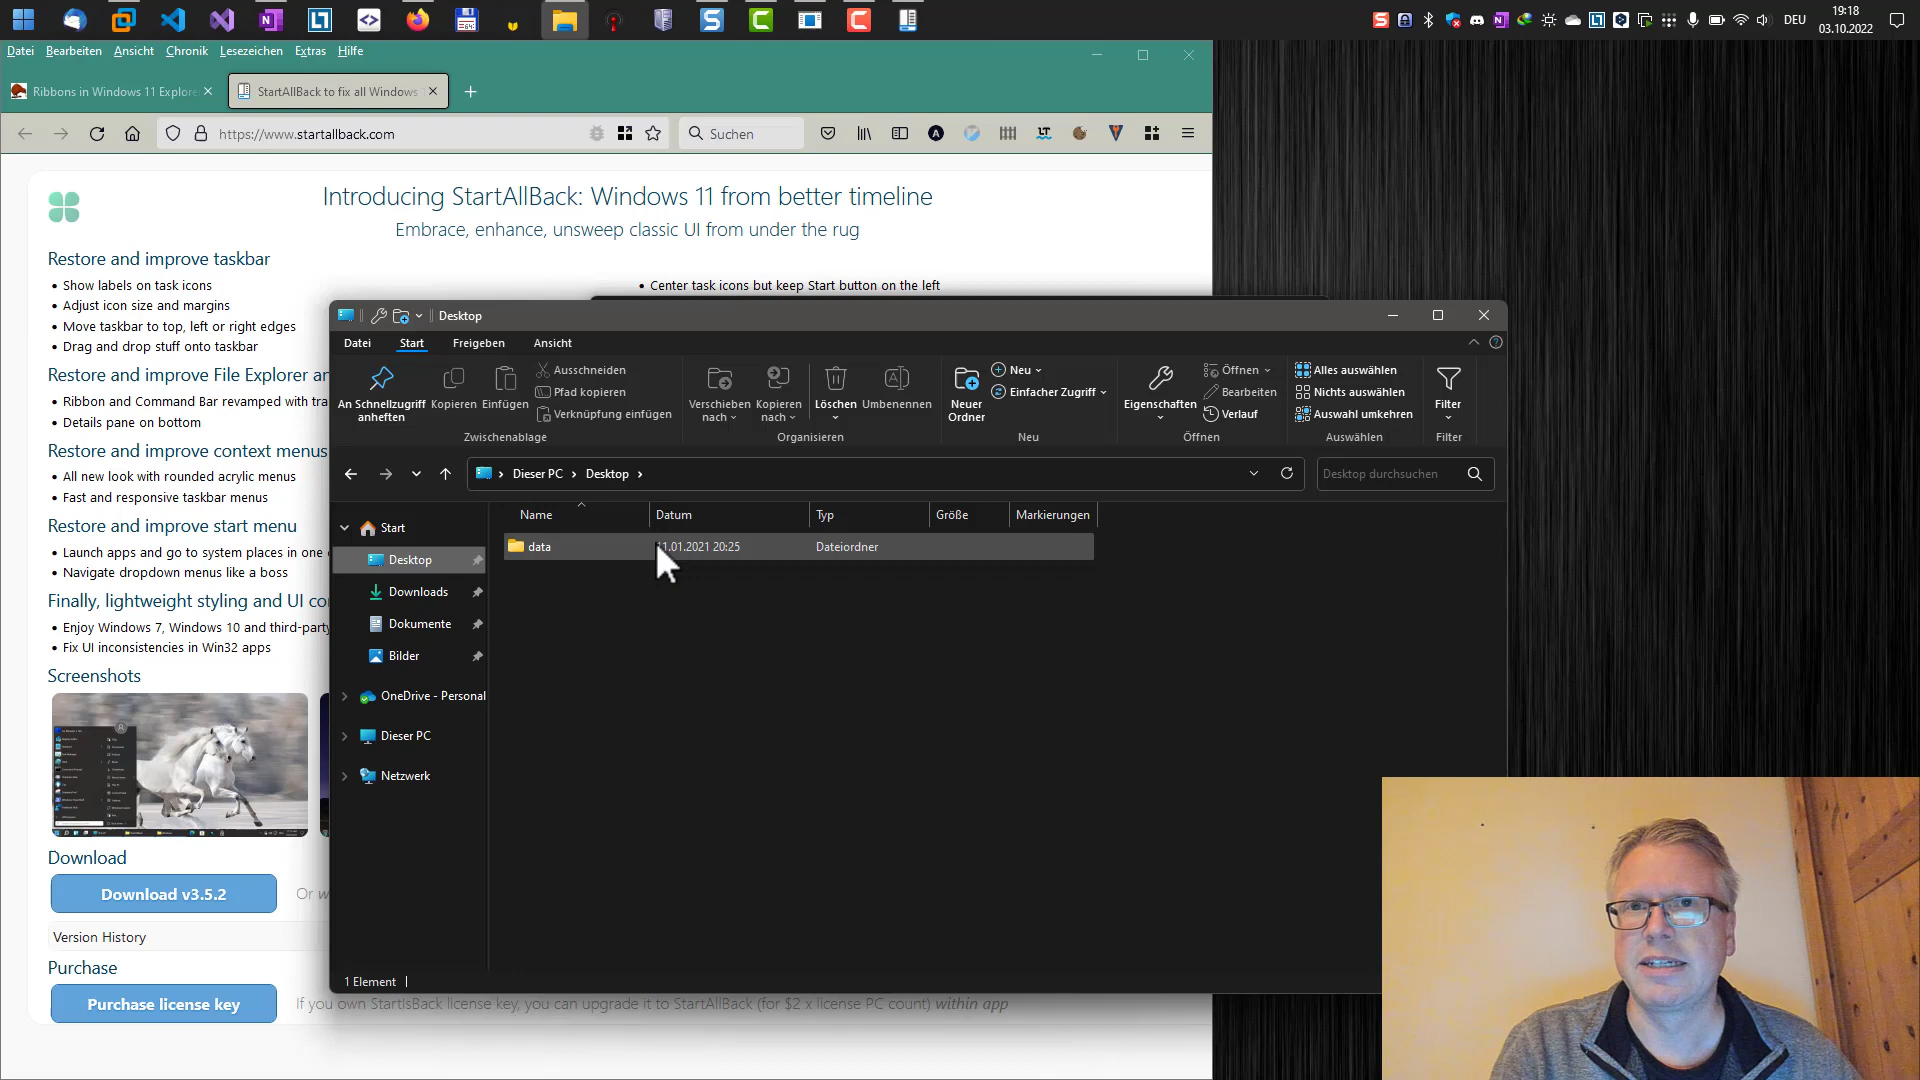 19:18
DEU
03.10.2022
Datei Bearbeiten Ansicht Chronik Lesezeichen Extras Hilfe
Ribbons in Windows 11 Explore
StartAllBack to fix all Windows
https://www.startallback.com
Suchen
Introducing StartAllBack: Windows 11 from better timeline
Embrace, enhance, unsweep classic UI from under the rug
Restore and improve taskbar
Show labels on task icons
Adjust icon size and margins
Move taskbar to top, left or right edges
Drag and drop stuff onto taskbar
Center task icons but keep Start button on the left
Restore and improve File Explorer an
Ribbon and Command Bar revamped with tra
Details pane on bottom
Restore and improve context menus
All new look with rounded acrylic menus
Fast and responsive taskbar menus
Restore and improve start menu
Launch apps and go to system places in one
Navigate dropdown menus like a boss
Finally, lightweight styling and UI co
Enjoy Windows 7, Windows 10 and third-party
Fix UI inconsistencies in Win32 apps
Screenshots
Download
Download v3.5.2
Or w
Version History
Purchase
Purchase license key
If you own StartIsBack license key, you can upgrade it to StartAllBack (for $2 x license PC count) within app
Desktop
Datei Start Freigeben Ansicht
An Schnellzugriff anheften
Kopieren
Einfügen
Ausschneiden
Pfad kopieren
Verknüpfung einfügen
Zwischenablage
Verschieben nach
Kopieren nach
Löschen
Umbenennen
Organisieren
Neuer Ordner
Neu
Einfacher Zugriff
Neu
Eigenschaften
Öffnen
Bearbeiten
Verlauf
Öffnen
Alles auswählen
Nichts auswählen
Auswahl umkehren
Auswählen
Filter
Filter
Dieser PC
Desktop
Desktop durchsuchen
Name Datum Typ Größe Markierungen
data 11.01.2021 20:25 Dateiordner
Start
Desktop
Downloads
Dokumente
Bilder
OneDrive - Personal
Dieser PC
Netzwerk
1 Element